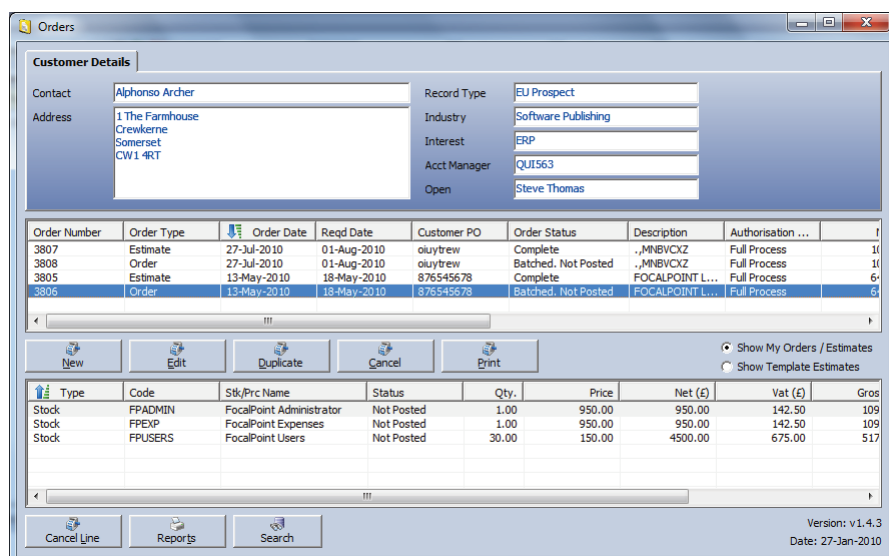 Orders
Customer Details
Contact Alphonso Archer Record Type EU Prospect
Address 1 The Farmhouse Industry Software Publishing
Crewkerne
Somerset Interest ERP
CW1 4RT Acct Manager QUI563
Open Steve Thomas
Order Number Order Type Order Date Reqd Date Customer PO Order Status Description Authorisation ...
3807 Estimate 27-Jul-2010 01-Aug-2010 oiuytrew Complete .,MNBVCXZ Full Process
3808 Order 27-Jul-2010 01-Aug-2010 oiuytrew Batched. Not Posted .,MNBVCXZ Full Process
3805 Estimate 13-May-2010 18-May-2010 876545678 Complete FOCALPOINT L... Full Process
3806 Order 13-May-2010 18-May-2010 876545678 Batched. Not Posted FOCALPOINT L... Full Process
New Edit Duplicate Cancel Print Show My Orders / Estimates
Show Template Estimates
Type Code Stk/Prc Name Status Qty. Price Net (£) Vat (£) Gros
Stock FPADMIN FocalPoint Administrator Not Posted 1.00 950.00 950.00 142.50 109
Stock FPEXP FocalPoint Expenses Not Posted 1.00 950.00 950.00 142.50 109
Stock FPUSERS FocalPoint Users Not Posted 30.00 150.00 4500.00 675.00 517
Cancel Line Reports Search Version: v1.4.3
Date: 27-Jan-2010